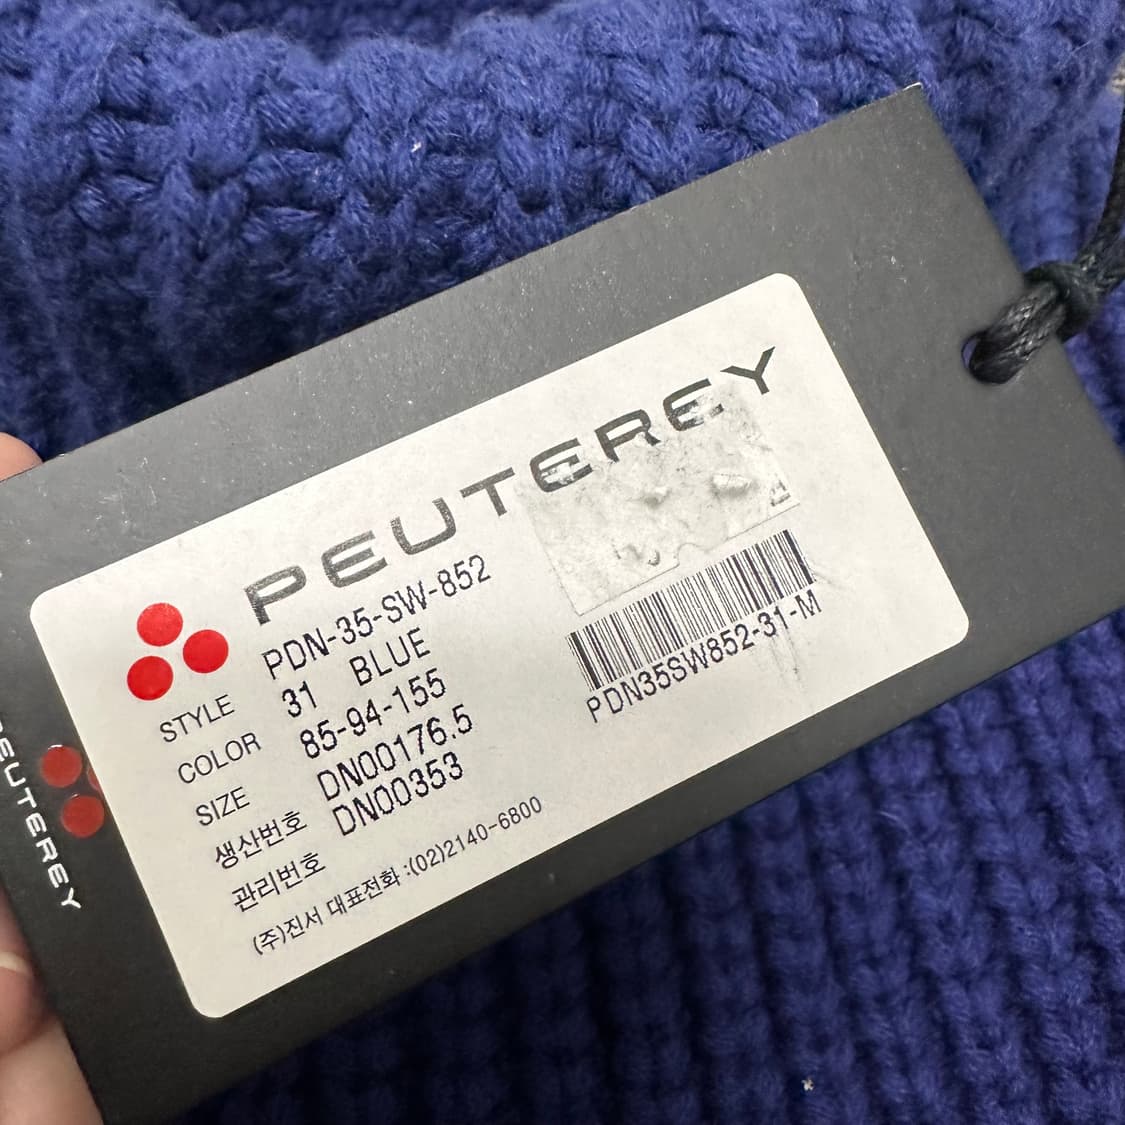 PEUTEREY
STYLE PDN-35-SW-852
COLOR 31 BLUE
SIZE 85-94-155
생산번호 DN00176.5
관리번호 DN00353
(주)진서 대표전화 :(02)2140-6800
PDN35SW852-31-M
PEUTEREY